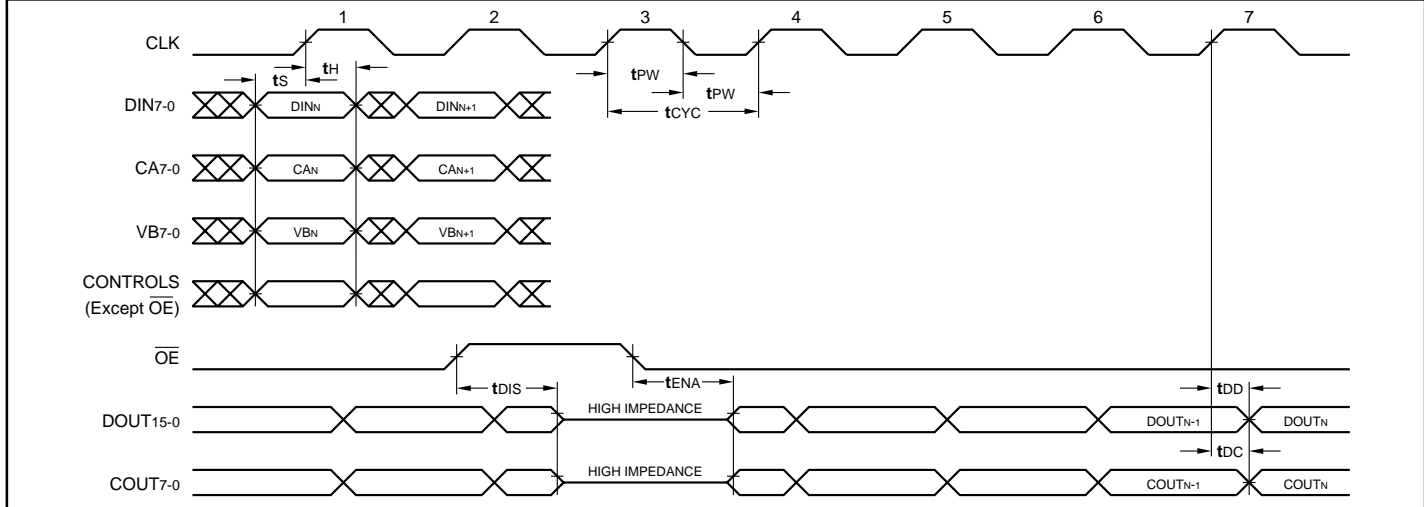 1 2 3 4 5 6 7
CLK
tS tH
tPW
tPW
tCYC
DIN7-0 DINN DINN+1
CA7-0 CAN CAN+1
VB7-0 VBN VBN+1
CONTROLS
(Except OE)
OE
tDIS tENA tDD
DOUT15-0 HIGH IMPEDANCE DOUTN-1 DOUTN
tDC
COUT7-0 HIGH IMPEDANCE COUTN-1 COUTN